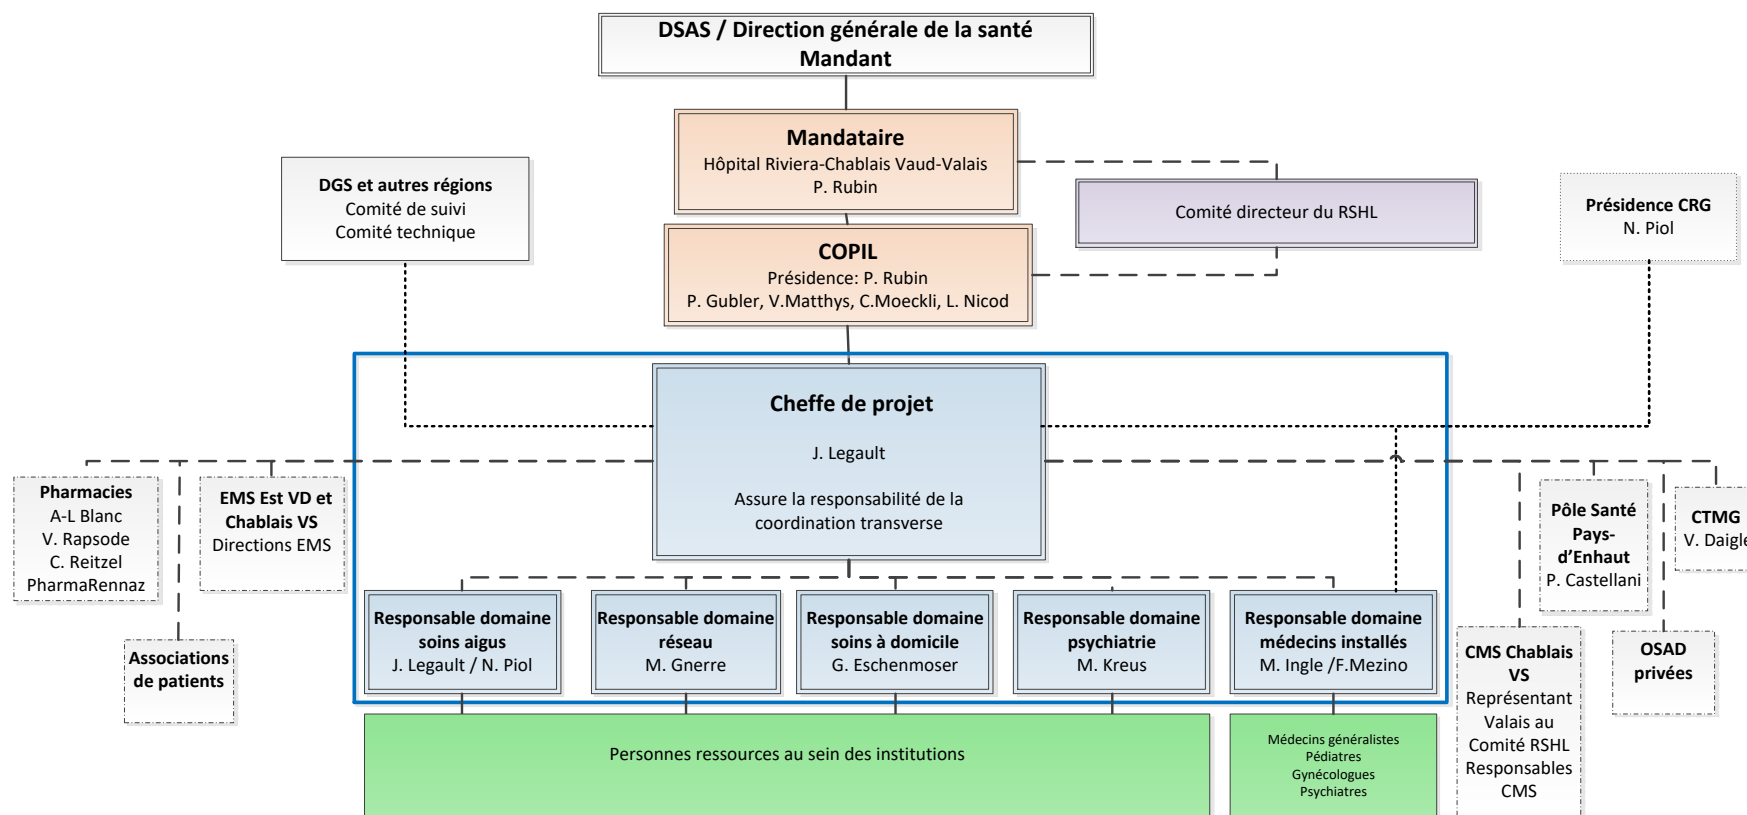 DSAS / Direction générale de la santé
Mandant
Mandataire
Hôpital Riviera-Chablais Vaud-Valais
P. Rubin
DGS et autres régions
Comité de suivi
Comité technique
Comité directeur du RSHL
Présidence CRG
N. Piol
COPIL
Présidence: P. Rubin
P. Gubler, V.Matthys, C.Moeckli, L. Nicod
Cheffe de projet
J. Legault
Assure la responsabilité de la
coordination transverse
Pharmacies
A-L Blanc
V. Rapsode
C. Reitzel
PharmaRennaz
EMS Est VD et
Chablais VS
Directions EMS
Associations
de patients
Pôle Santé
Pays-
d'Enhaut
P. Castellani
CTMG
V. Daigle
Responsable domaine
soins aigus
J. Legault / N. Piol
Responsable domaine
réseau
M. Gnerre
Responsable domaine
soins à domicile
G. Eschenmoser
Responsable domaine
psychiatrie
M. Kreus
Responsable domaine
médecins installés
M. Ingle /F.Mezino
CMS Chablais
VS
Représentant
Valais au
Comité RSHL
Responsables
CMS
OSAD
privées
Personnes ressources au sein des institutions
Médecins généralistes
Pédiatres
Gynécologues
Psychiatres